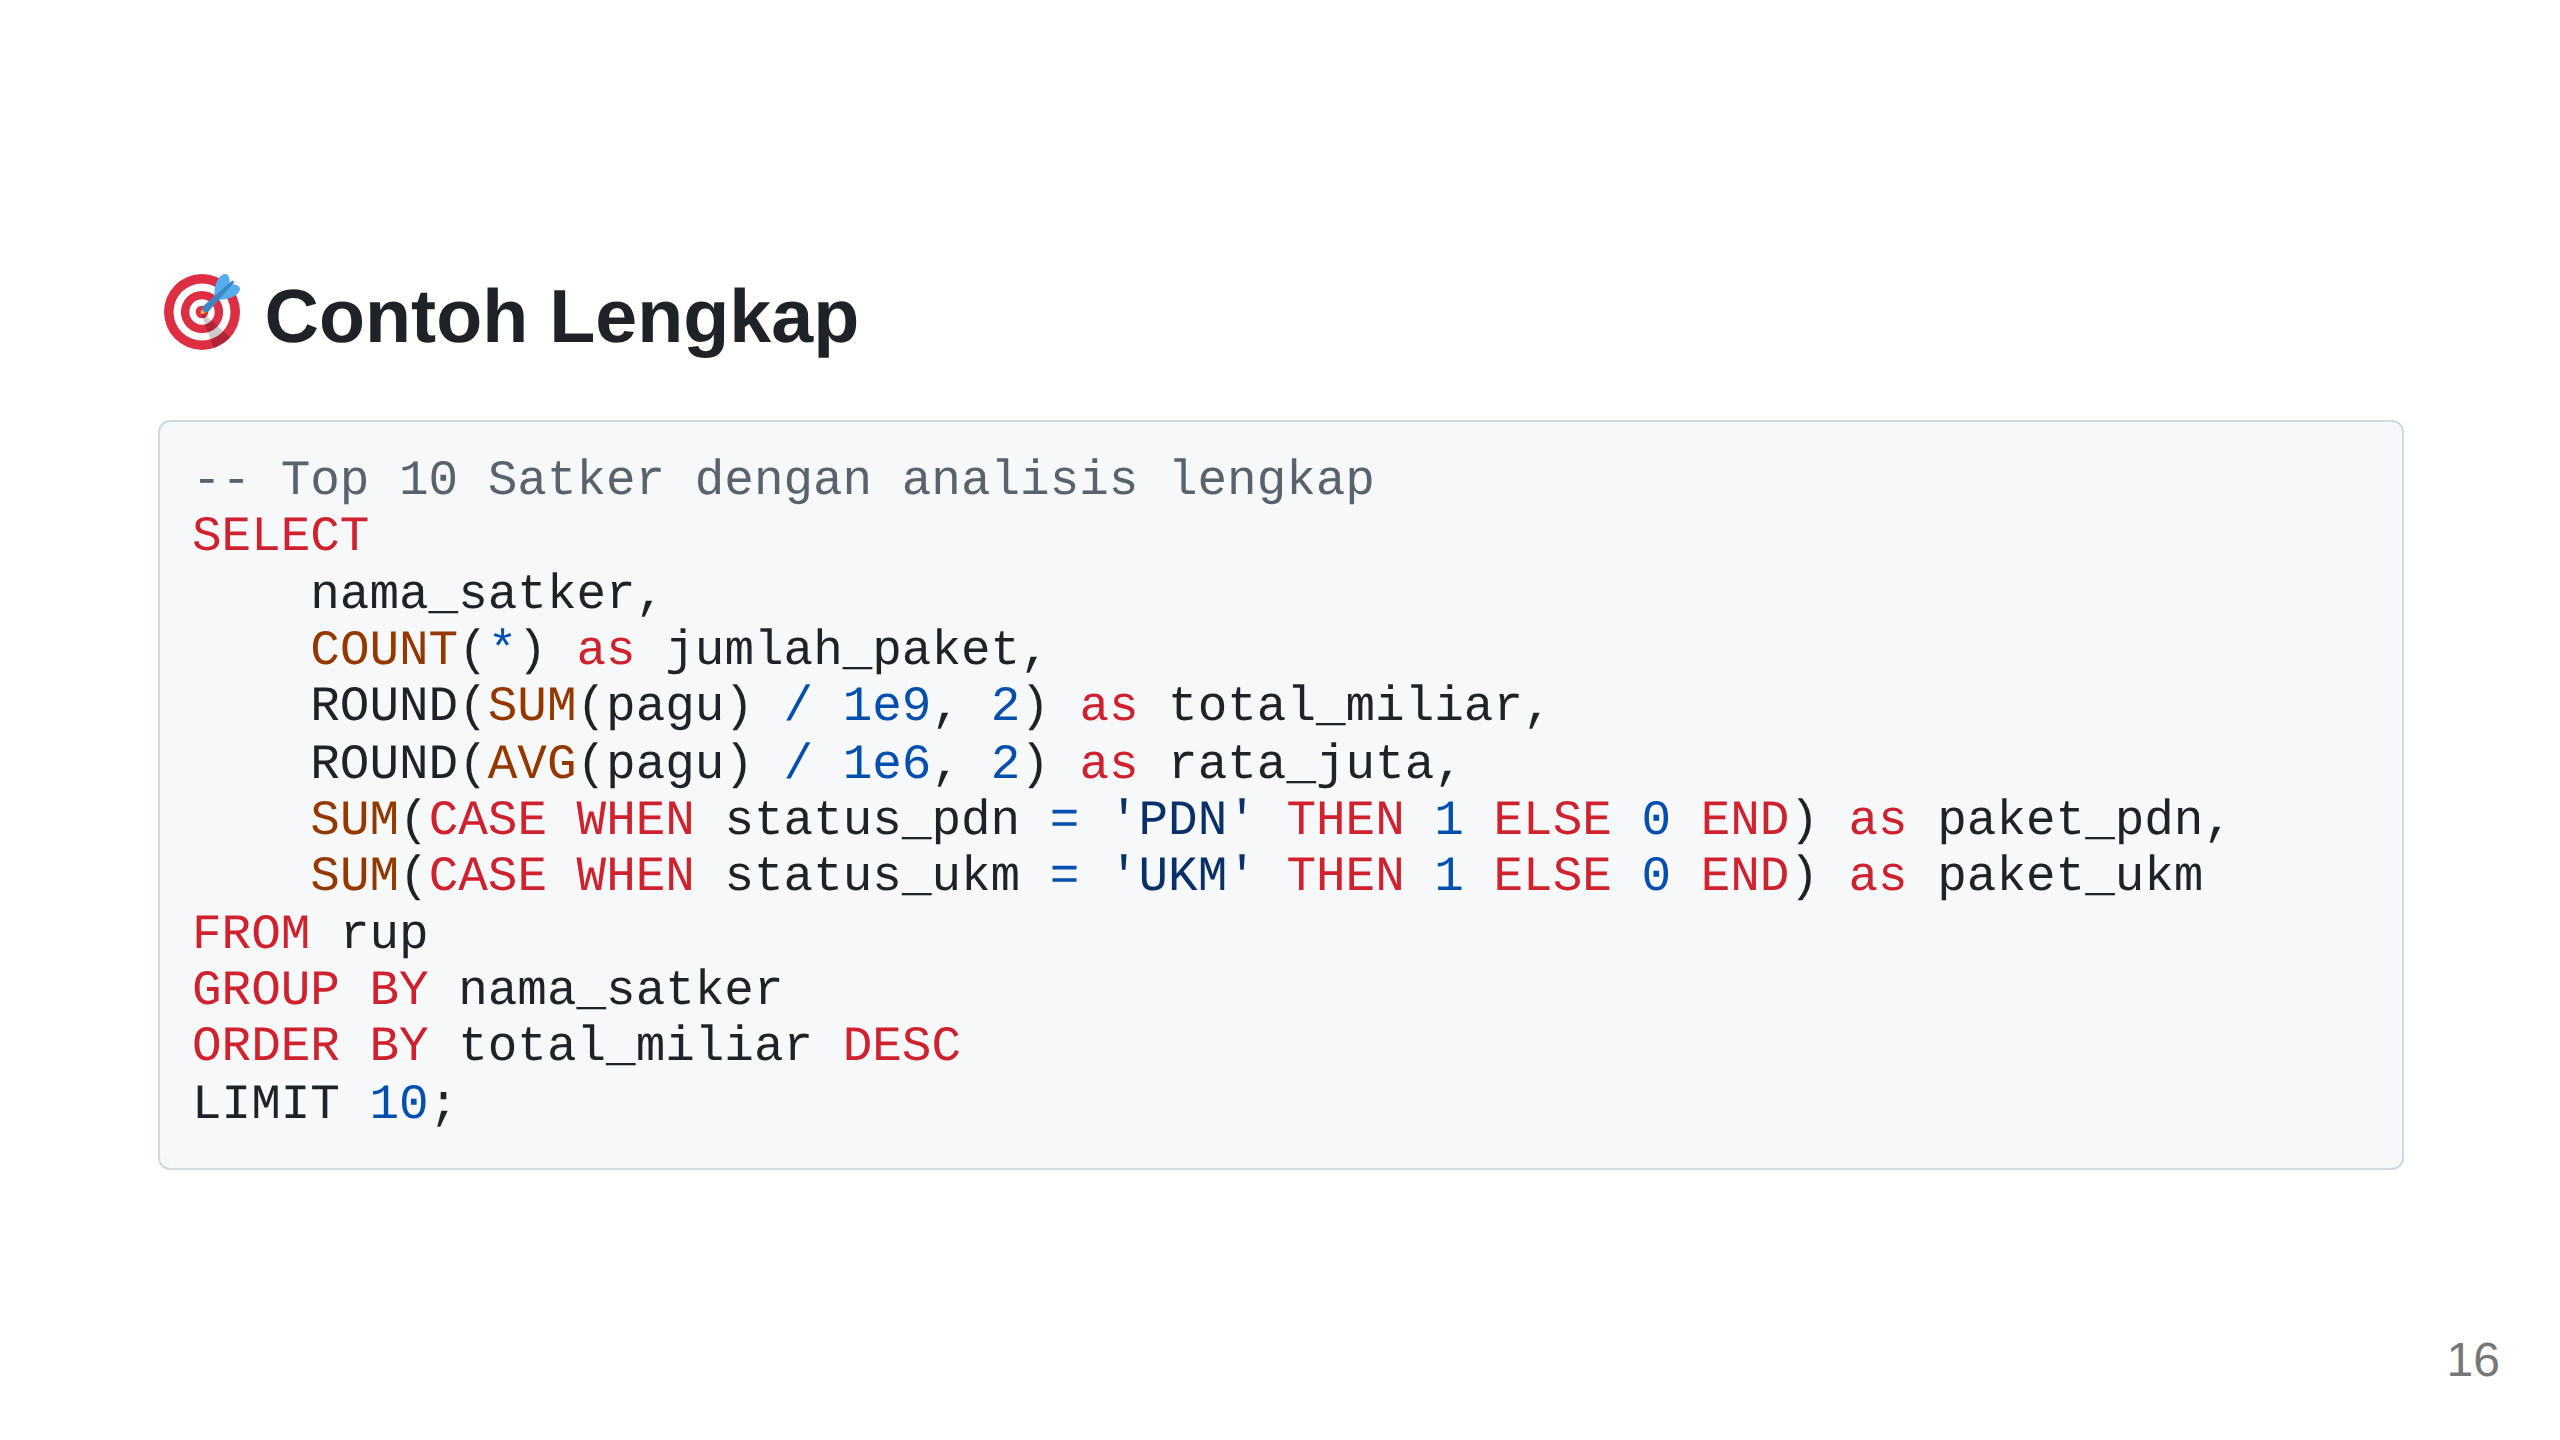 🎯 Contoh Lengkap
-- Top 10 Satker dengan analisis lengkap
SELECT
    nama_satker,
    COUNT(*) as jumlah_paket,
    ROUND(SUM(pagu) / 1e9, 2) as total_miliar,
    ROUND(AVG(pagu) / 1e6, 2) as rata_juta,
    SUM(CASE WHEN status_pdn = 'PDN' THEN 1 ELSE 0 END) as paket_pdn,
    SUM(CASE WHEN status_ukm = 'UKM' THEN 1 ELSE 0 END) as paket_ukm
FROM rup
GROUP BY nama_satker
ORDER BY total_miliar DESC
LIMIT 10;
16